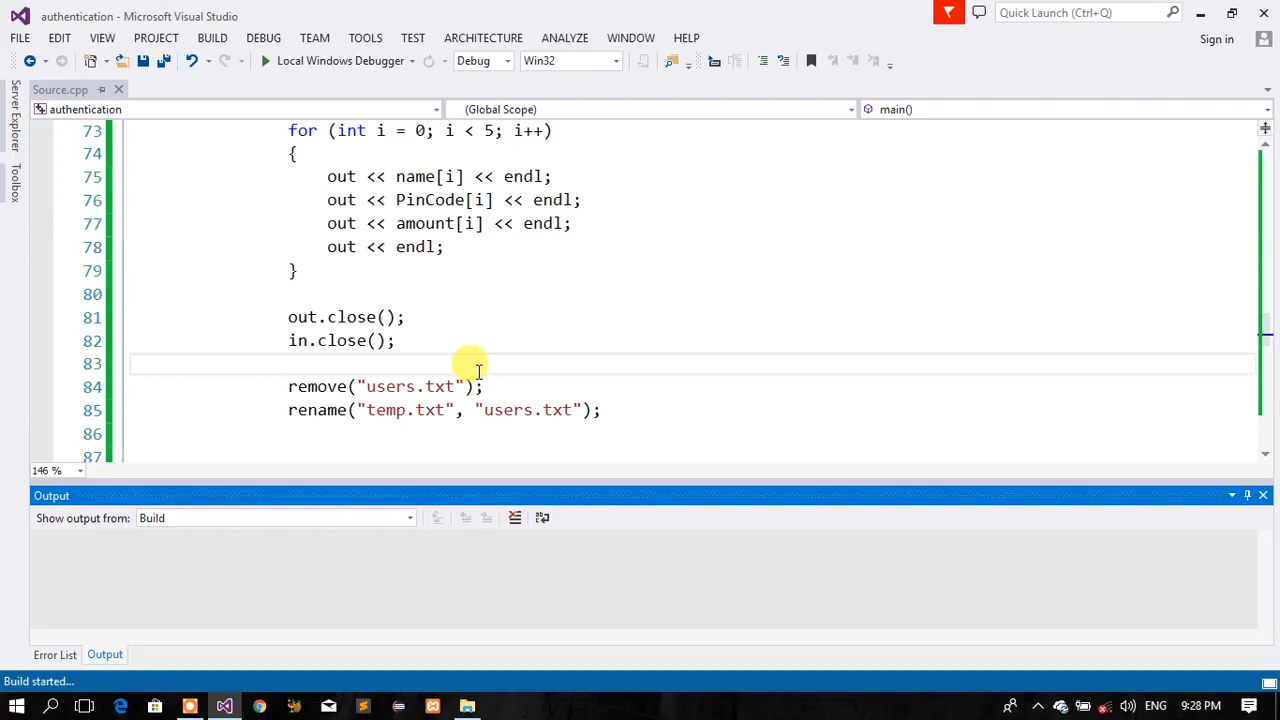 authentication - Microsoft Visual Studio
Quick Launch (Ctrl+Q)
FILE EDIT VIEW PROJECT BUILD DEBUG TEAM TOOLS TEST ARCHITECTURE ANALYZE WINDOW HELP
Sign in
Local Windows Debugger Debug Win32
Server Explorer
Toolbox
Source.cpp
authentication (Global Scope) main()
73 for (int i = 0; i < 5; i++)
74 {
75 out << name[i] << endl;
76 out << PinCode[i] << endl;
77 out << amount[i] << endl;
78 out << endl;
79 }
80
81 out.close();
82 in.close();
83
84 remove("users.txt");
85 rename("temp.txt", "users.txt");
86
87
146 %
Output
Show output from: Build
Error List Output
Build started...
ENG 9:28 PM